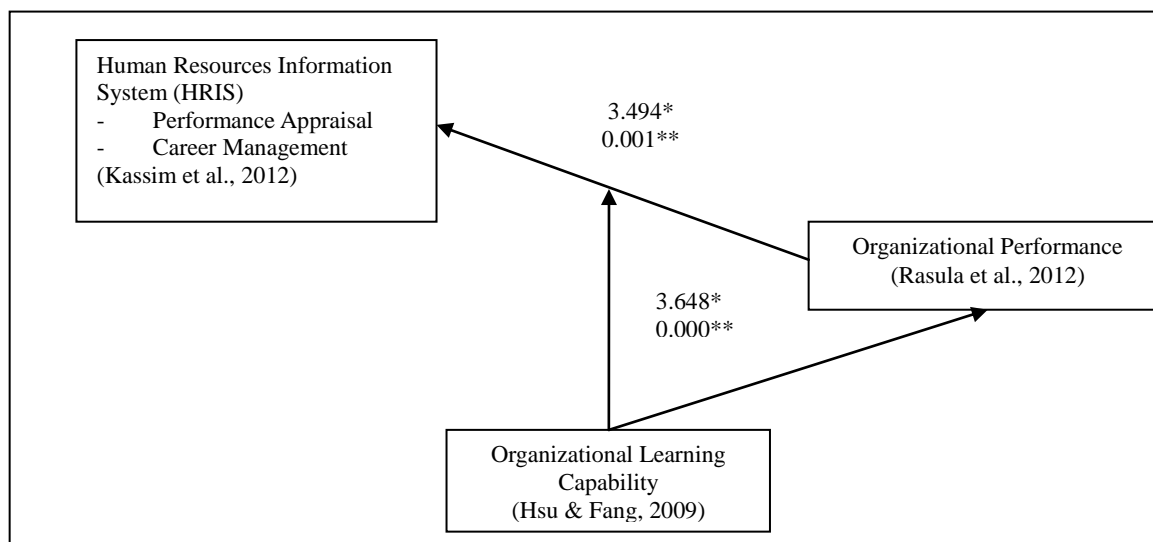 Human Resources Information
System (HRIS)
- Performance Appraisal
- Career Management
(Kassim et al., 2012)
3.494*
0.001**
Organizational Performance
(Rasula et al., 2012)
3.648*
0.000**
Organizational Learning
Capability
(Hsu & Fang, 2009)